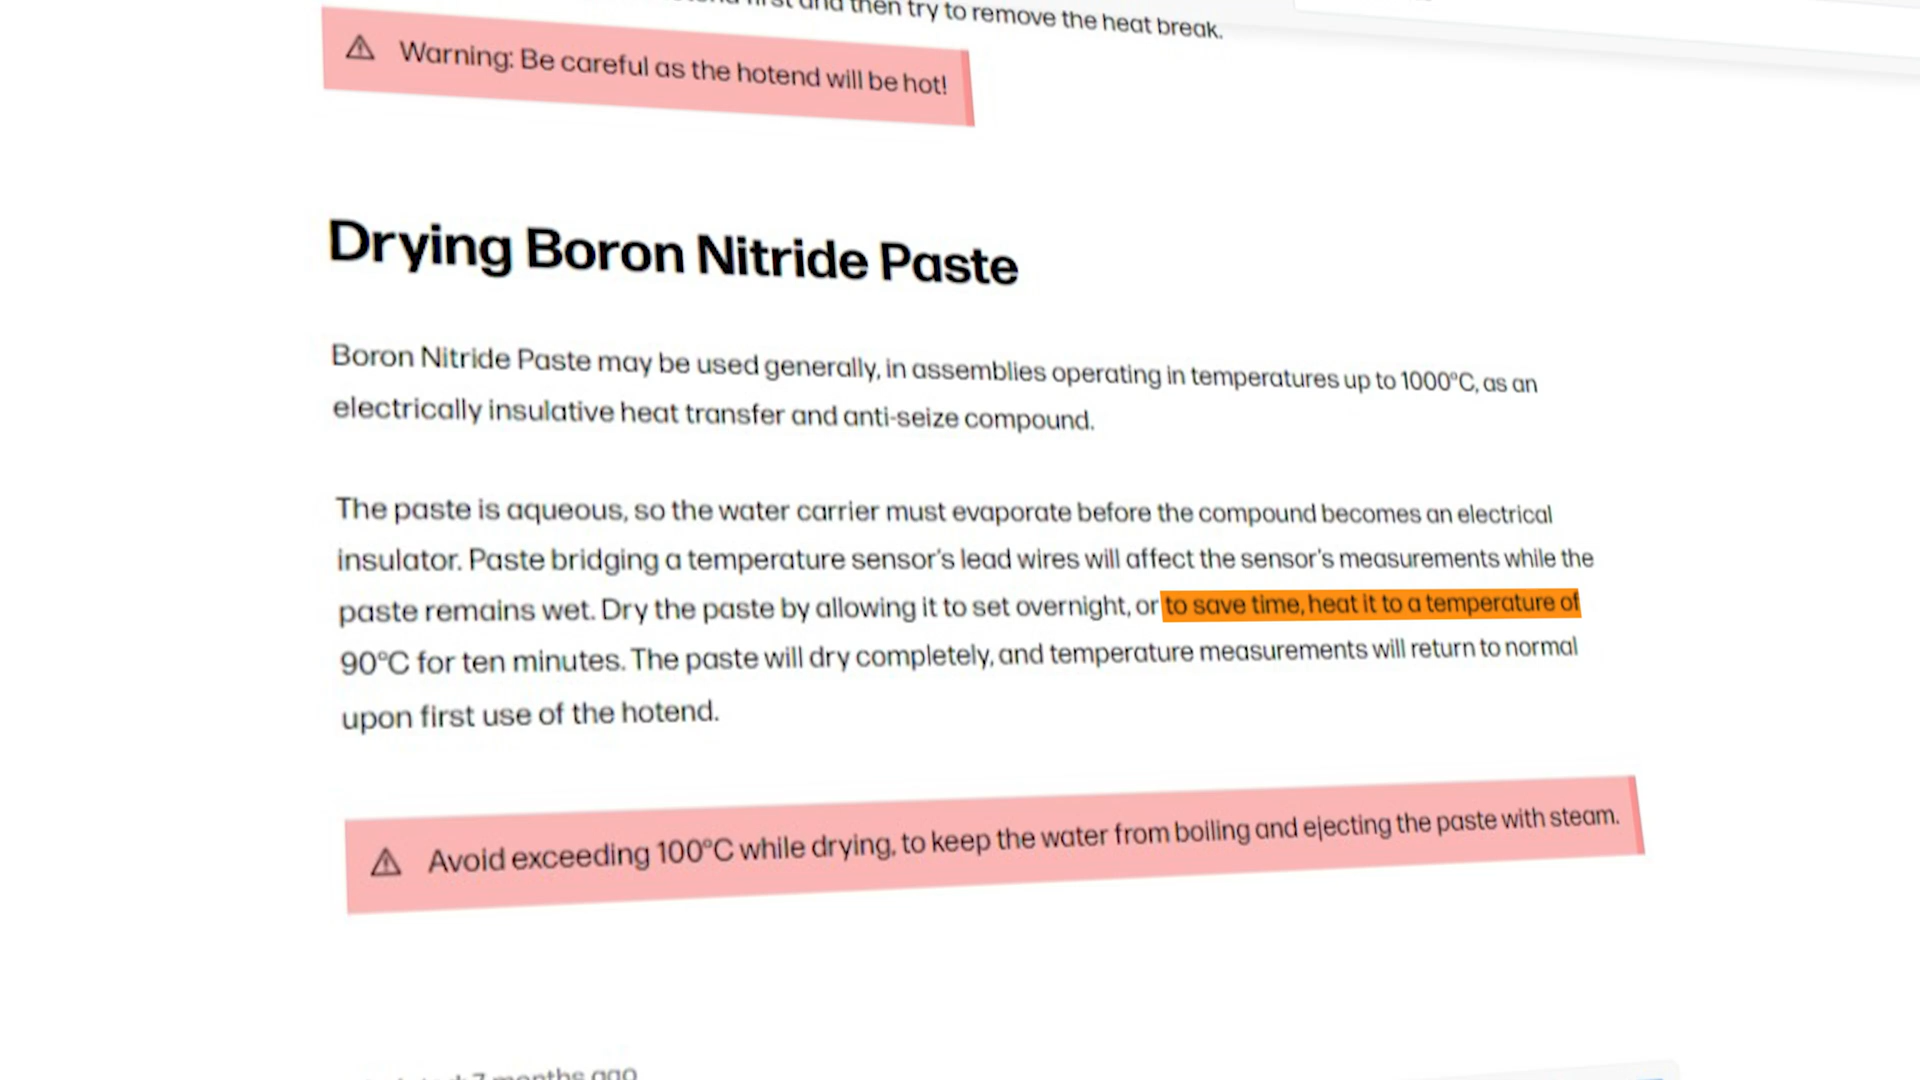 then try to remove the heat break.
Warning: Be careful as the hotend will be hot!
Drying Boron Nitride Paste
Boron Nitride Paste may be used generally, in assemblies operating in temperatures up to 1000°C, as an
electrically insulative heat transfer and anti-seize compound.
The paste is aqueous, so the water carrier must evaporate before the compound becomes an electrical
insulator. Paste bridging a temperature sensor's lead wires will affect the sensor's measurements while the
paste remains wet. Dry the paste by allowing it to set overnight, or to save time, heat it to a temperature of
90°C for ten minutes. The paste will dry completely, and temperature measurements will return to normal
upon first use of the hotend.
Avoid exceeding 100°C while drying, to keep the water from boiling and ejecting the paste with steam.
7 months ago